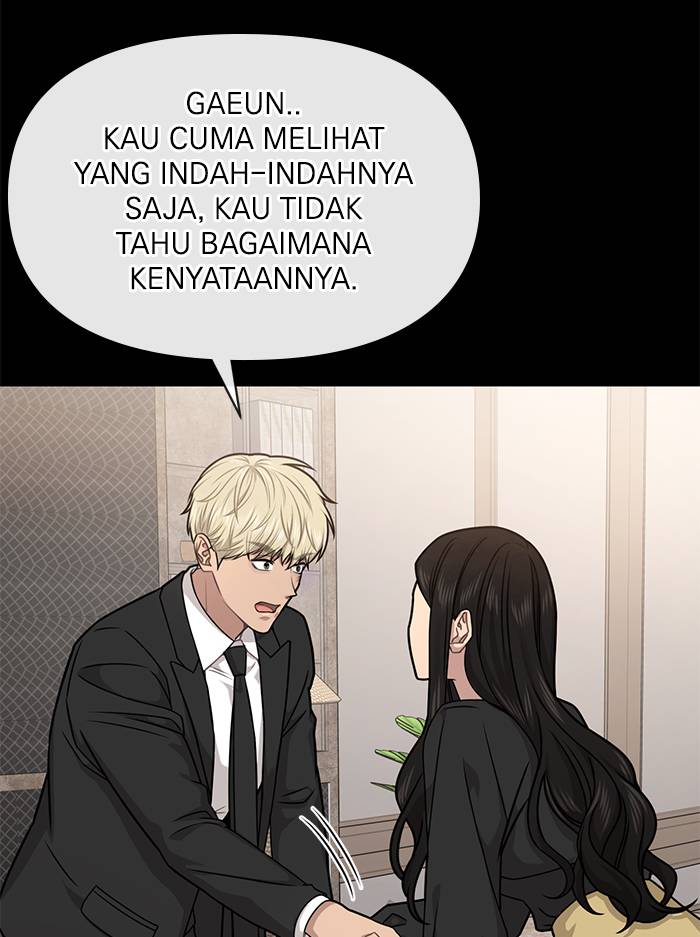 GAEUN..
KAU CUMA MELIHAT
YANG INDAH-INDAHNYA
SAJA, KAU TIDAK
TAHU BAGAIMANA
KENYATAANNYA.